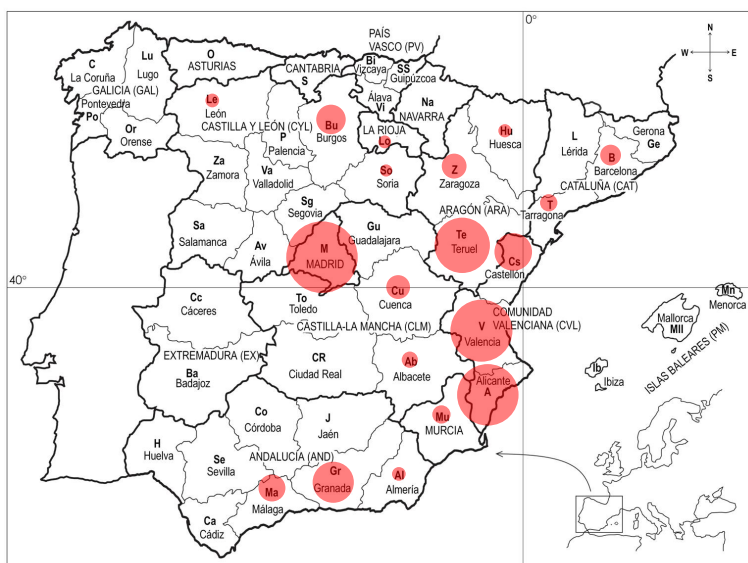 0°
N
W E
S
PAÍS
VASCO (PV)
C
La Coruña
Lu
Lugo
GALICIA (GAL)
Pontevedra
Po
Or
Orense
O
ASTURIAS
CANTABRIA
S
Bi
Vizcaya
SS
Guipúzcoa
Álava
Vi
Na
NAVARRA
Le
León
CASTILLA Y LEÓN (CYL)
P
Palencia
Bu
Burgos
LA RIOJA
Lo
Hu
Huesca
L
Lérida
Gerona
Ge
B
Barcelona
CATALUÑA (CAT)
T
Tarragona
Za
Zamora
Va
Valladolid
So
Soria
Z
Zaragoza
ARAGÓN (ARA)
Sa
Salamanca
Av
Ávila
Sg
Segovia
M
MADRID
Gu
Guadalajara
Te
Teruel
Cs
Castellón
40°
Cc
Cáceres
To
Toledo
Cu
Cuenca
CASTILLA-LA MANCHA (CLM)
COMUNIDAD
VALENCIANA (CVL)
V
Valencia
Mn
Menorca
Mallorca
Mll
Ib
Ibiza
ISLAS BALEARES (PM)
EXTREMADURA (EX)
Ba
Badajoz
CR
Ciudad Real
Ab
Albacete
Alicante
A
Mu
MURCIA
H
Huelva
Se
Sevilla
Co
Córdoba
J
Jaén
ANDALUCÍA (AND)
Gr
Granada
Al
Almería
Ma
Málaga
Ca
Cádiz